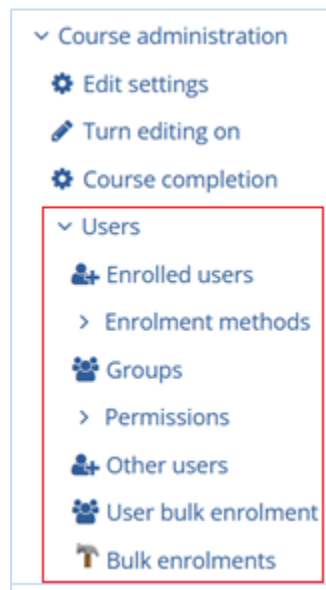 Course administration
Edit settings
Turn editing on
Course completion
Users
Enrolled users
Enrolment methods
Groups
Permissions
Other users
User bulk enrolment
Bulk enrolments